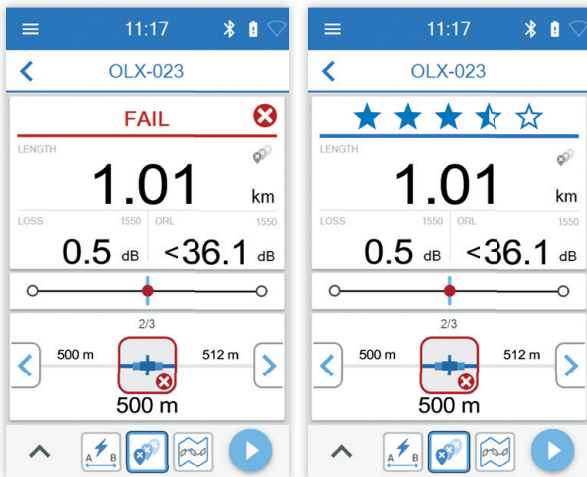 11:17
OLX-023
FAIL
LENGTH
1.01 km
LOSS 1550 ORL 1550
0.5 dB <36.1 dB
2/3
500 m 512 m
500 m
A B
11:17
OLX-023
LENGTH
1.01 km
LOSS 1550 ORL 1550
0.5 dB <36.1 dB
2/3
500 m 512 m
500 m
A B